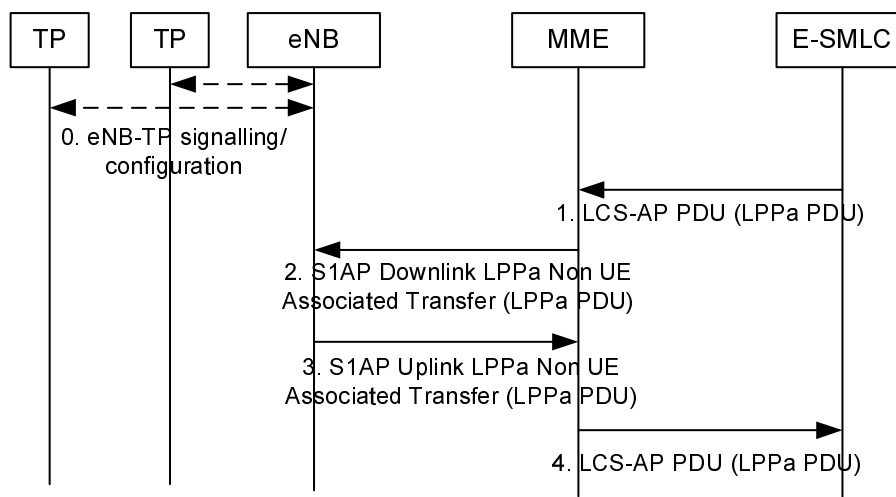 TP TP eNB MME E-SMLC
0. eNB-TP signalling/
configuration
1. LCS-AP PDU (LPPa PDU)
2. S1AP Downlink LPPa Non UE
Associated Transfer (LPPa PDU)
3. S1AP Uplink LPPa Non UE
Associated Transfer (LPPa PDU)
4. LCS-AP PDU (LPPa PDU)